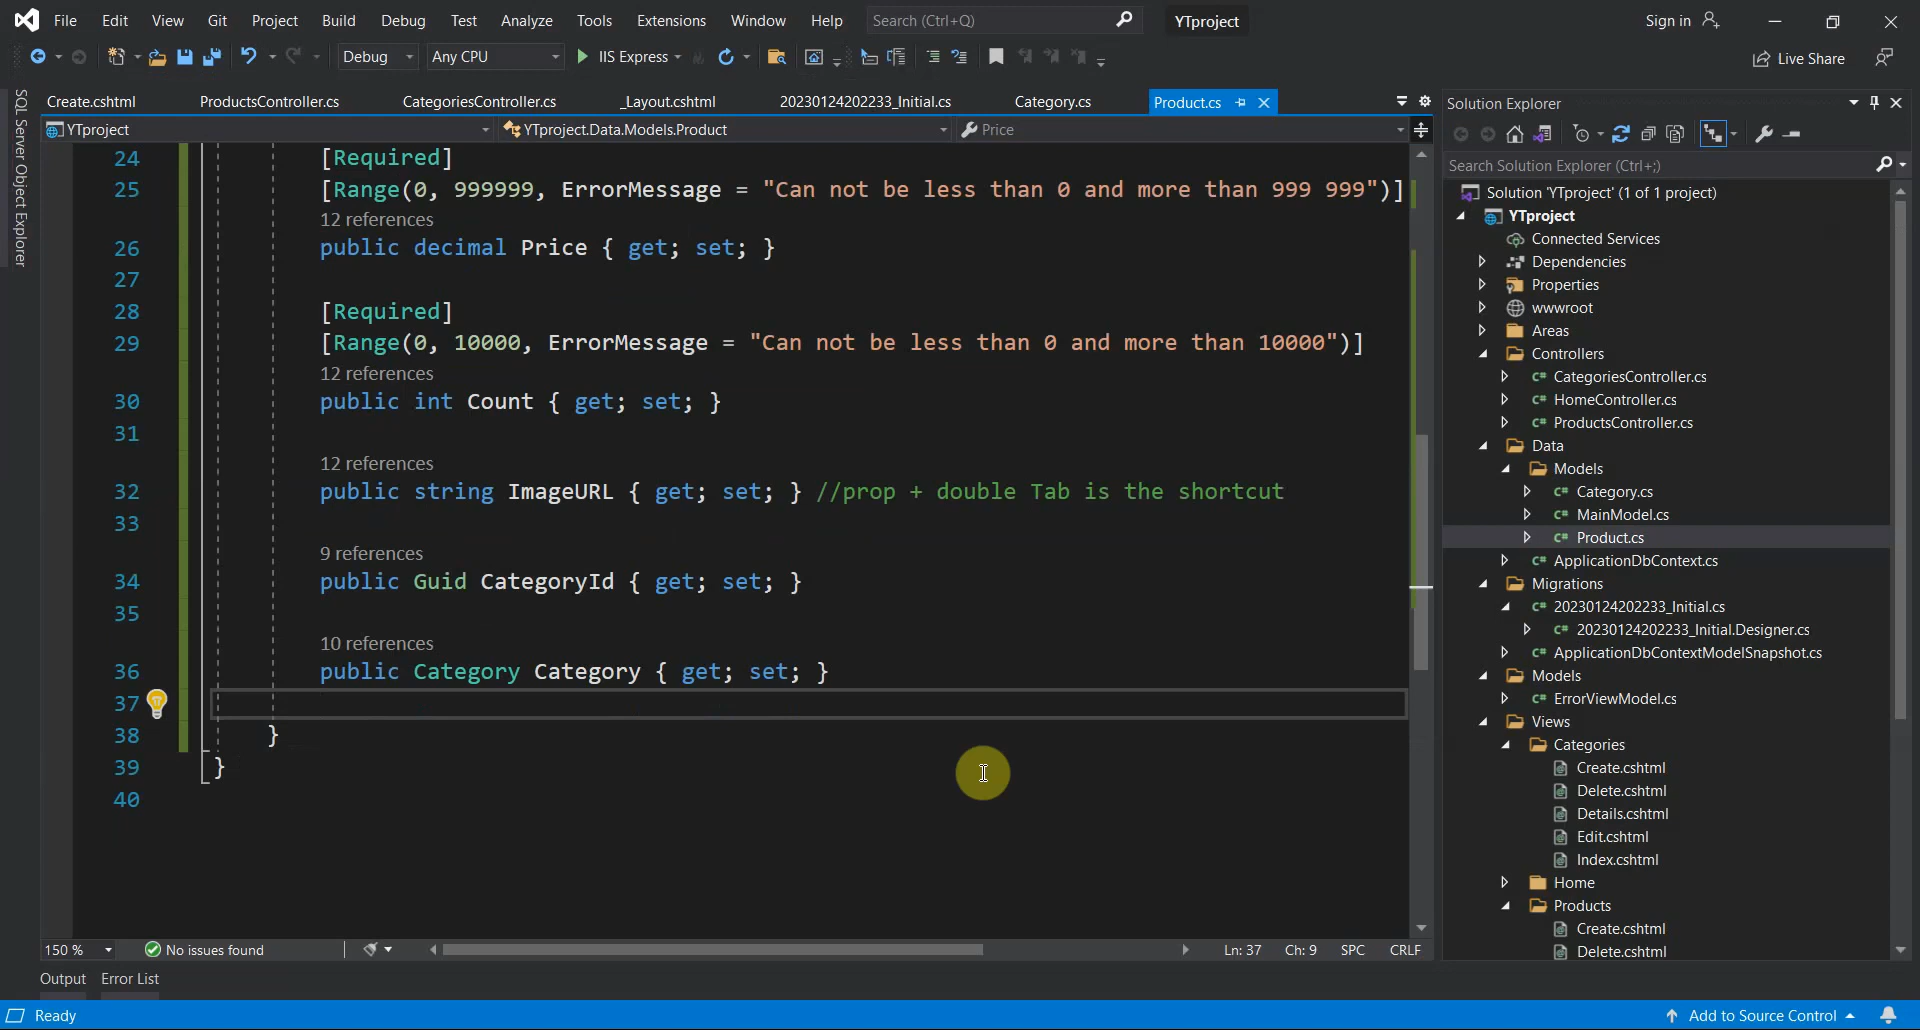 File Edit View Git Project Build Debug Test Analyze Tools Extensions Window Help Search (Ctrl+Q) YTproject Sign in
Debug Any CPU IIS Express Live Share
SQL Server Object Explorer
Create.cshtml ProductsController.cs CategoriesController.cs _Layout.cshtml 20230124202233_Initial.cs Category.cs Product.cs
YTproject YTproject.Data.Models.Product Price
24 [Required]
25 [Range(0, 999999, ErrorMessage = "Can not be less than 0 and more than 999 999")]
12 references
26 public decimal Price { get; set; }
27
28 [Required]
29 [Range(0, 10000, ErrorMessage = "Can not be less than 0 and more than 10000")]
12 references
30 public int Count { get; set; }
31
12 references
32 public string ImageURL { get; set; } //prop + double Tab is the shortcut
33
9 references
34 public Guid CategoryId { get; set; }
35
10 references
36 public Category Category { get; set; }
37
38 }
39 }
40
150 % No issues found Ln: 37 Ch: 9 SPC CRLF
Output Error List
Ready Add to Source Control
Solution Explorer
Search Solution Explorer (Ctrl+;)
Solution 'YTproject' (1 of 1 project)
YTproject
Connected Services
Dependencies
Properties
wwwroot
Areas
Controllers
C# CategoriesController.cs
C# HomeController.cs
C# ProductsController.cs
Data
Models
C# Category.cs
C# MainModel.cs
C# Product.cs
C# ApplicationDbContext.cs
Migrations
C# 20230124202233_Initial.cs
C# 20230124202233_Initial.Designer.cs
C# ApplicationDbContextModelSnapshot.cs
Models
C# ErrorViewModel.cs
Views
Categories
Create.cshtml
Delete.cshtml
Details.cshtml
Edit.cshtml
Index.cshtml
Home
Products
Create.cshtml
Delete.cshtml